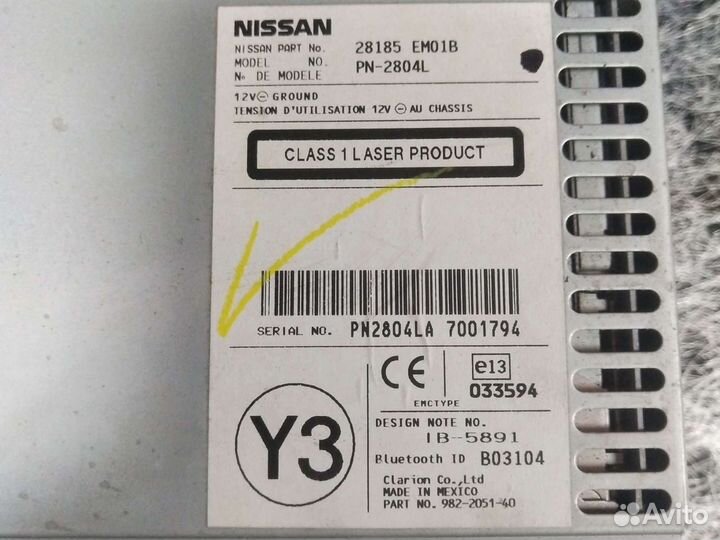 NISSAN
NISSAN PART No. 28185 EM01B
MODEL NO. PN-2804L
No DE MODELE
12V⊖ GROUND
TENSION D'UTILISATION 12V ⊖ AU CHASSIS
CLASS 1 LASER PRODUCT
SERIAL NO. PN2804LA 7001794
CE
e13
033594
EMCTYPE
Y3
DESIGN NOTE NO.
IB-5891
Bluetooth ID B03104
Clarion Co.,Ltd
MADE IN MEXICO
PART NO. 982-2051-40
Avito